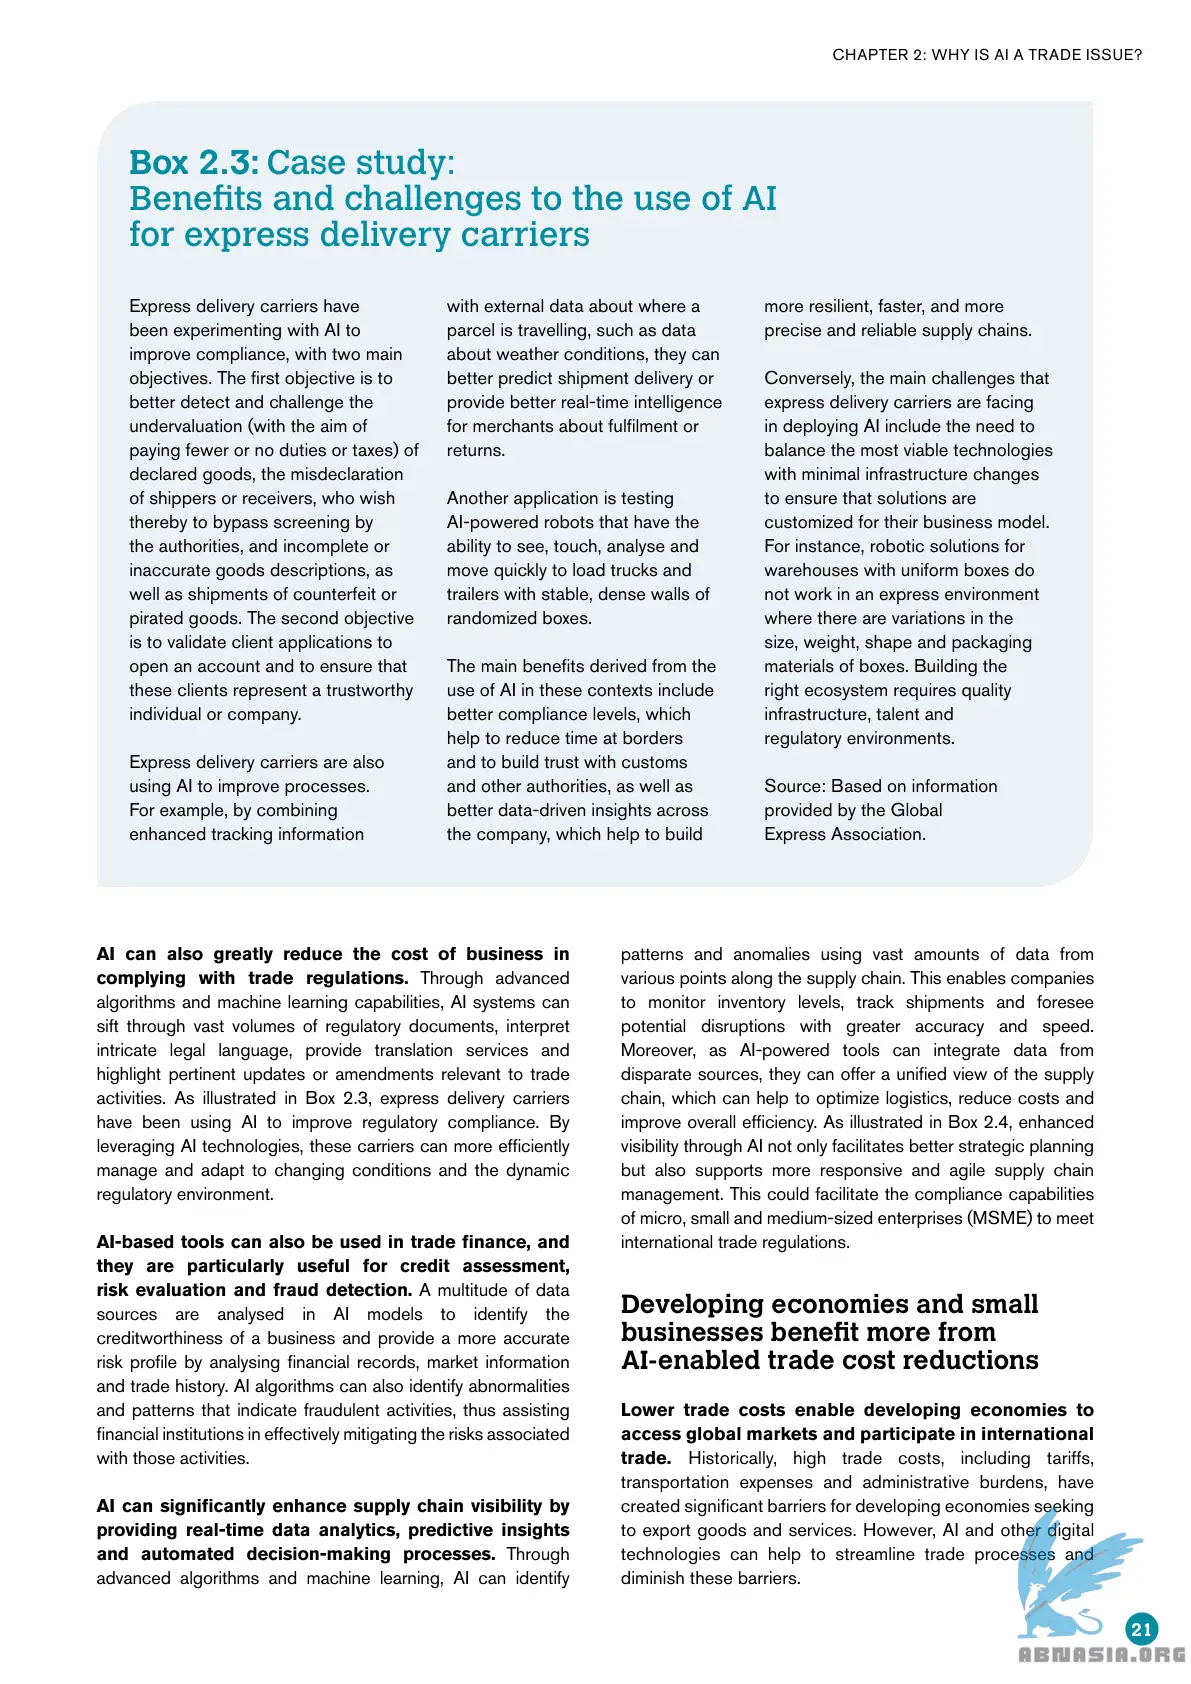 CHAPTER 2: WHY IS AI A TRADE ISSUE?
Box 2.3: Case study:
Benefits and challenges to the use of AI
for express delivery carriers
Express delivery carriers have
been experimenting with AI to
improve compliance, with two main
objectives. The first objective is to
better detect and challenge the
undervaluation (with the aim of
paying fewer or no duties or taxes) of
declared goods, the misdeclaration
of shippers or receivers, who wish
thereby to bypass screening by
the authorities, and incomplete or
inaccurate goods descriptions, as
well as shipments of counterfeit or
pirated goods. The second objective
is to validate client applications to
open an account and to ensure that
these clients represent a trustworthy
individual or company.
Express delivery carriers are also
using AI to improve processes.
For example, by combining
enhanced tracking information
with external data about where a
parcel is travelling, such as data
about weather conditions, they can
better predict shipment delivery or
provide better real-time intelligence
for merchants about fulfilment or
returns.
Another application is testing
AI-powered robots that have the
ability to see, touch, analyse and
move quickly to load trucks and
trailers with stable, dense walls of
randomized boxes.
The main benefits derived from the
use of AI in these contexts include
better compliance levels, which
help to reduce time at borders
and to build trust with customs
and other authorities, as well as
better data-driven insights across
the company, which help to build
more resilient, faster, and more
precise and reliable supply chains.
Conversely, the main challenges that
express delivery carriers are facing
in deploying AI include the need to
balance the most viable technologies
with minimal infrastructure changes
to ensure that solutions are
customized for their business model.
For instance, robotic solutions for
warehouses with uniform boxes do
not work in an express environment
where there are variations in the
size, weight, shape and packaging
materials of boxes. Building the
right ecosystem requires quality
infrastructure, talent and
regulatory environments.
Source: Based on information
provided by the Global
Express Association.
AI can also greatly reduce the cost of business in
complying with trade regulations. Through advanced
algorithms and machine learning capabilities, AI systems can
sift through vast volumes of regulatory documents, interpret
intricate legal language, provide translation services and
highlight pertinent updates or amendments relevant to trade
activities. As illustrated in Box 2.3, express delivery carriers
have been using AI to improve regulatory compliance. By
leveraging AI technologies, these carriers can more efficiently
manage and adapt to changing conditions and the dynamic
regulatory environment.
AI-based tools can also be used in trade finance, and
they are particularly useful for credit assessment,
risk evaluation and fraud detection. A multitude of data
sources are analysed in AI models to identify the
creditworthiness of a business and provide a more accurate
risk profile by analysing financial records, market information
and trade history. AI algorithms can also identify abnormalities
and patterns that indicate fraudulent activities, thus assisting
financial institutions in effectively mitigating the risks associated
with those activities.
AI can significantly enhance supply chain visibility by
providing real-time data analytics, predictive insights
and automated decision-making processes. Through
advanced algorithms and machine learning, AI can identify
patterns and anomalies using vast amounts of data from
various points along the supply chain. This enables companies
to monitor inventory levels, track shipments and foresee
potential disruptions with greater accuracy and speed.
Moreover, as AI-powered tools can integrate data from
disparate sources, they can offer a unified view of the supply
chain, which can help to optimize logistics, reduce costs and
improve overall efficiency. As illustrated in Box 2.4, enhanced
visibility through AI not only facilitates better strategic planning
but also supports more responsive and agile supply chain
management. This could facilitate the compliance capabilities
of micro, small and medium-sized enterprises (MSME) to meet
international trade regulations.
Developing economies and small
businesses benefit more from
AI-enabled trade cost reductions
Lower trade costs enable developing economies to
access global markets and participate in international
trade. Historically, high trade costs, including tariffs,
transportation expenses and administrative burdens, have
created significant barriers for developing economies seeking
to export goods and services. However, AI and other digital
technologies can help to streamline trade processes and
diminish these barriers.
21
ABNASIA.ORG